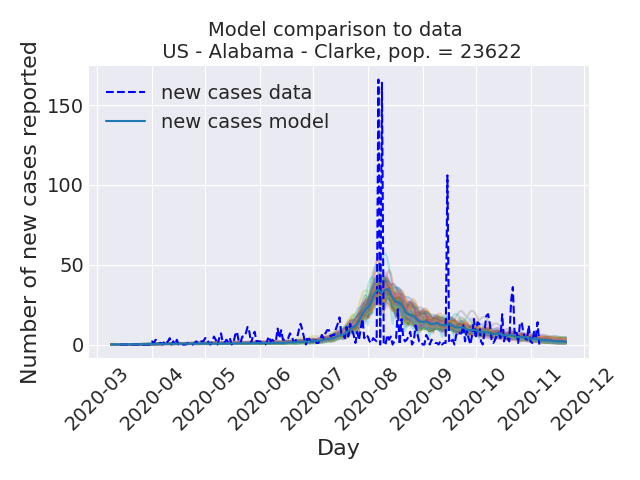 Model comparison to data
US - Alabama - Clarke, pop. = 23622
Number of new cases reported
150
100
50
0
new cases data
new cases model
2020-03
2020-04
2020-05
2020-06
2020-07
2020-08
2020-09
2020-10
2020-11
2020-12
Day